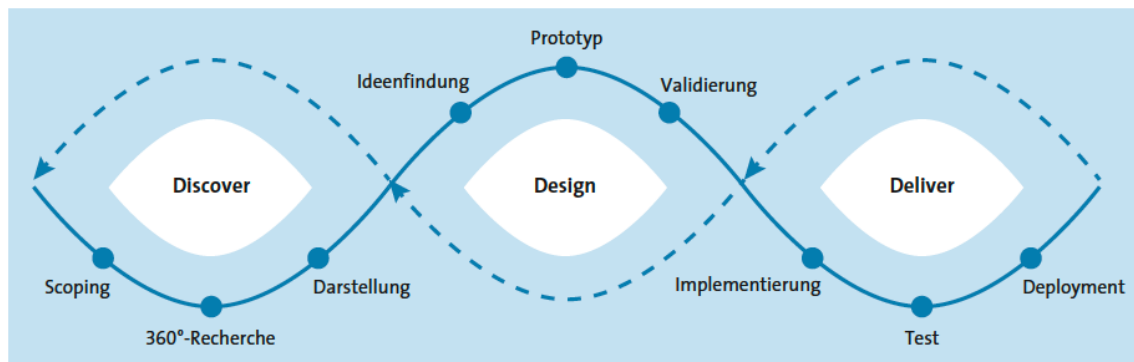 Prototyp
Ideenfindung
Validierung
Discover
Design
Deliver
Scoping
Darstellung
Implementierung
Deployment
360°-Recherche
Test